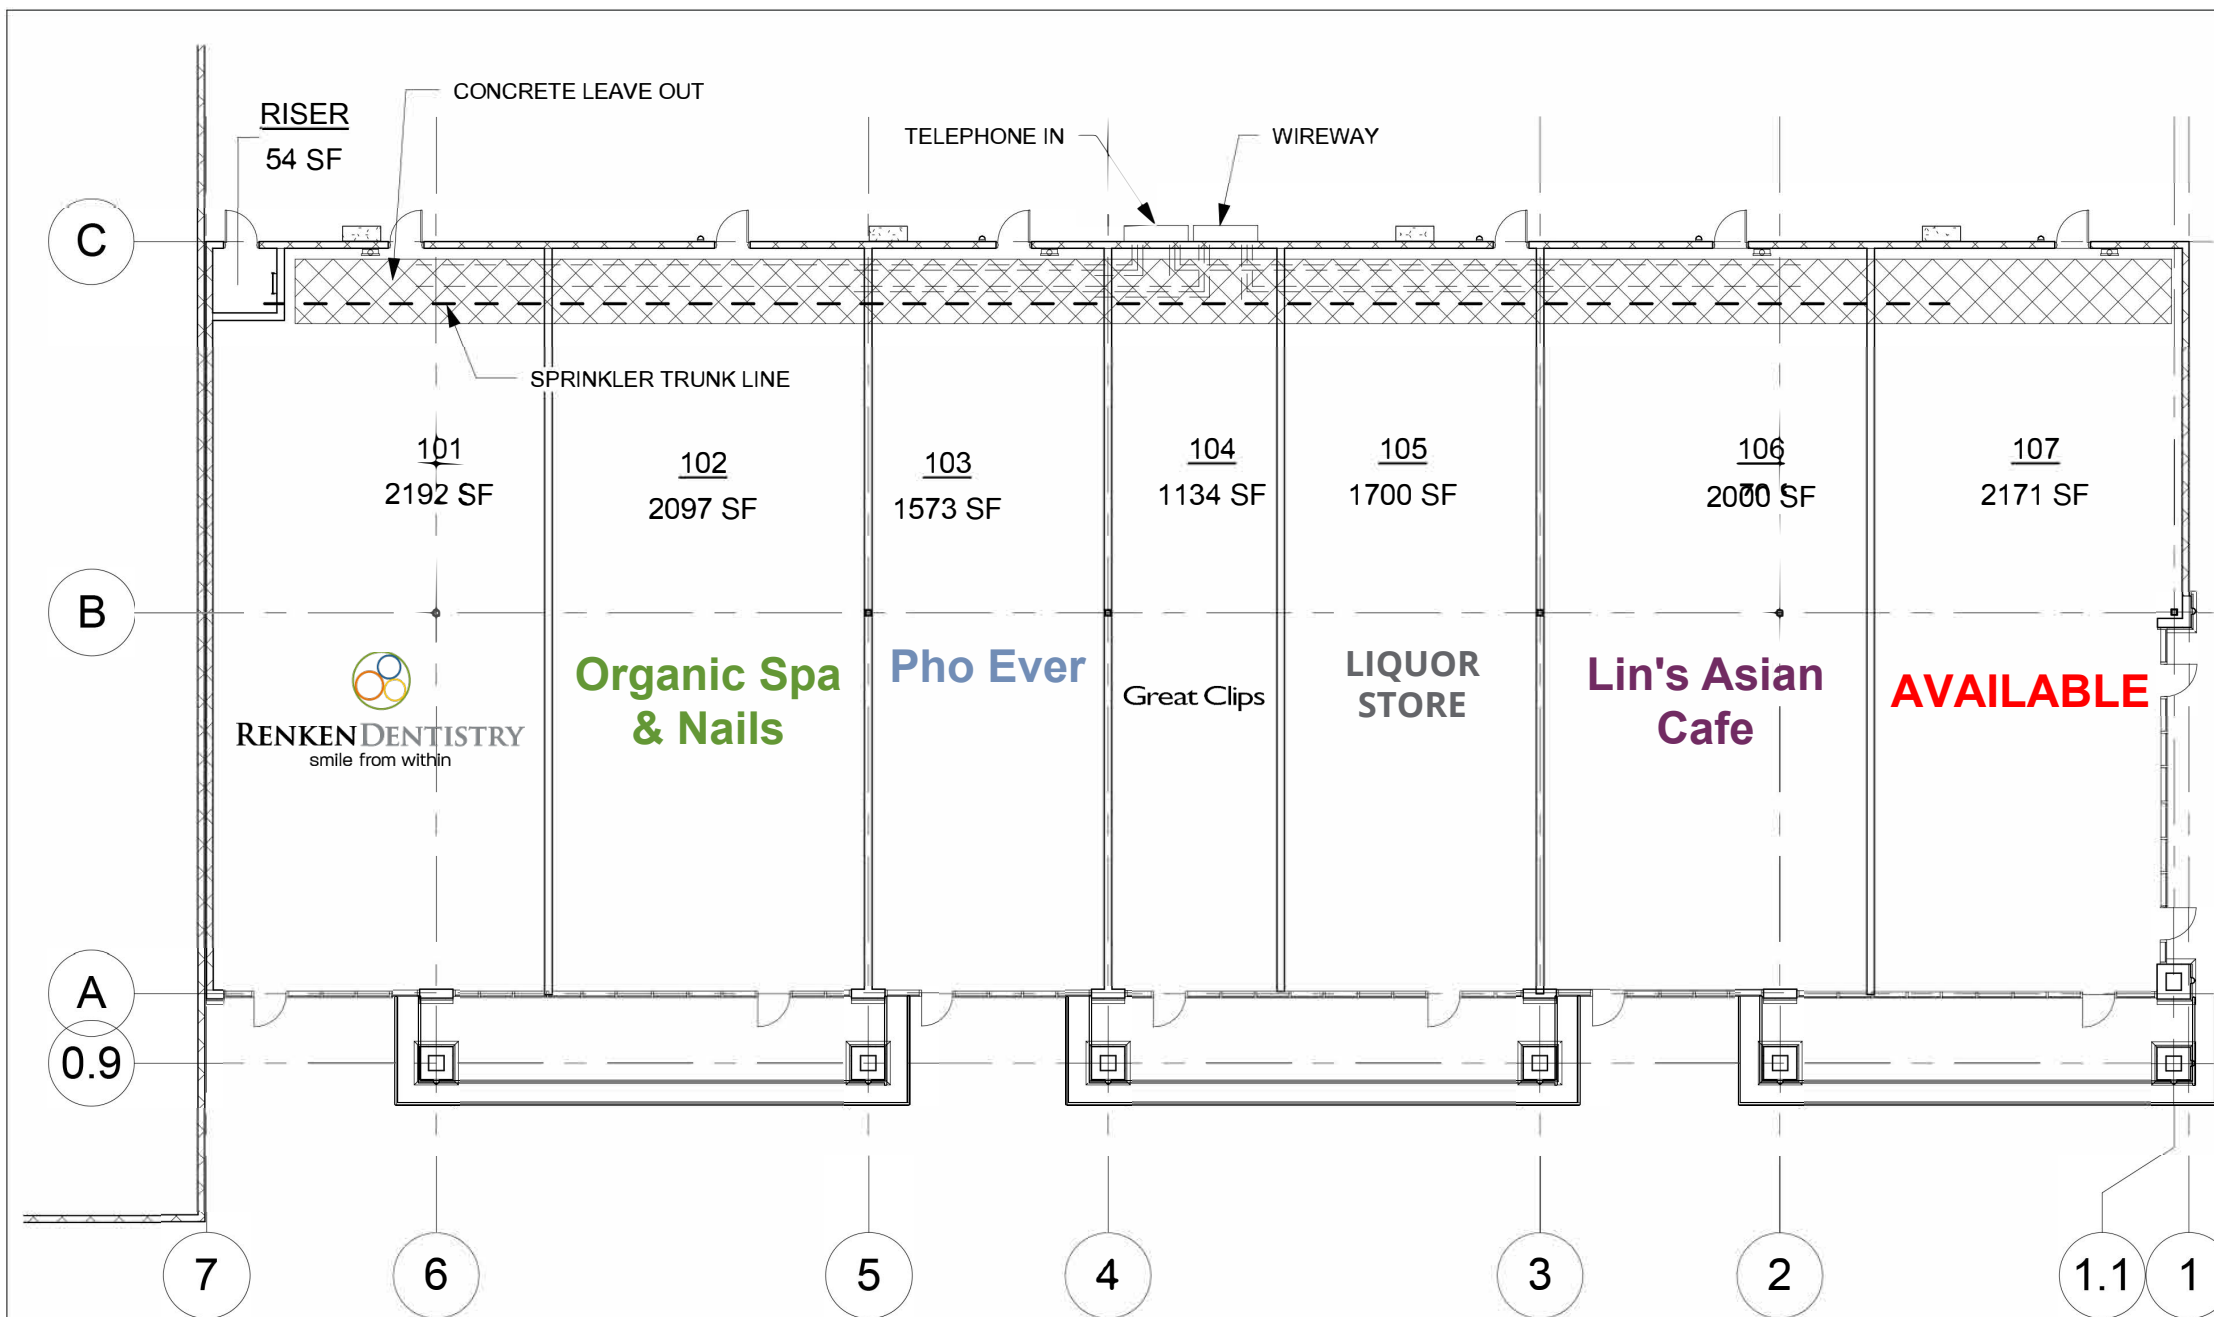 CONCRETE LEAVE OUT
RISER
54 SF
TELEPHONE IN
WIREWAY
C
SPRINKLER TRUNK LINE
101
2192 SF
102
2097 SF
103
1573 SF
104
1134 SF
105
1700 SF
106
2000 SF
107
2171 SF
B
RENKENDENTISTRY
smile from within
Organic Spa
& Nails
Pho Ever
Great Clips
LIQUOR
STORE
Lin's Asian
Cafe
AVAILABLE
A
0.9
7
6
5
4
3
2
1.1
1